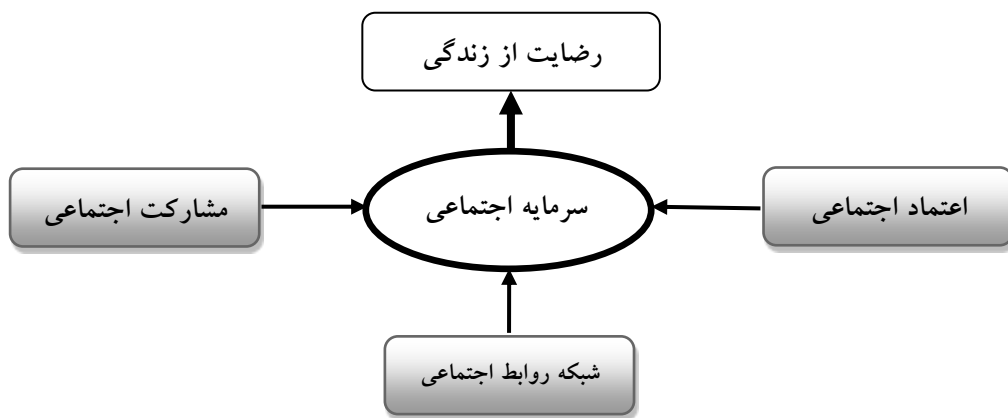 رضایت از زندگی
اعتماد اجتماعی
سرمایه اجتماعی
مشارکت اجتماعی
شبکه روابط اجتماعی